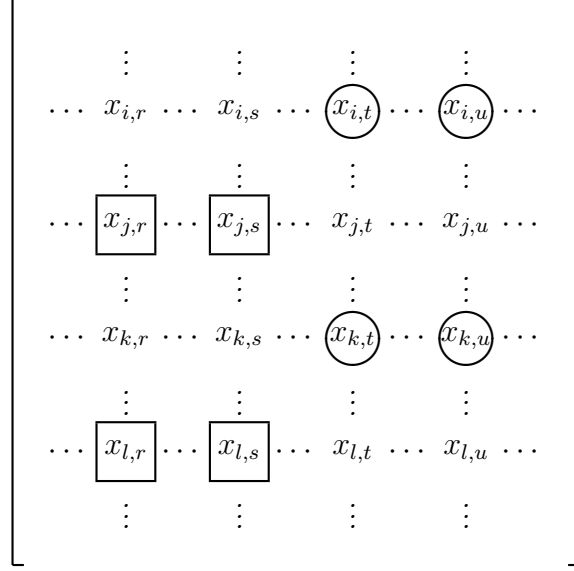 ⋮ ⋮ ⋮ ⋮
⋯ x_{i,r} ⋯ x_{i,s} ⋯ x_{i,t} ⋯ x_{i,u} ⋯
⋮ ⋮ ⋮ ⋮
⋯ x_{j,r} ⋯ x_{j,s} ⋯ x_{j,t} ⋯ x_{j,u} ⋯
⋮ ⋮ ⋮ ⋮
⋯ x_{k,r} ⋯ x_{k,s} ⋯ x_{k,t} ⋯ x_{k,u} ⋯
⋮ ⋮ ⋮ ⋮
⋯ x_{l,r} ⋯ x_{l,s} ⋯ x_{l,t} ⋯ x_{l,u} ⋯
⋮ ⋮ ⋮ ⋮